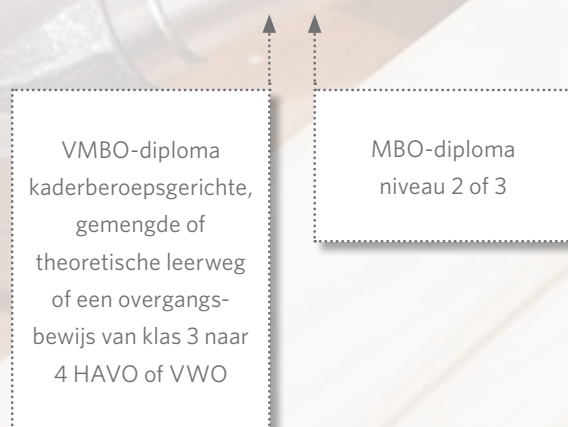 VMBO-diploma
kaderberoepsgerichte,
gemengde of
theoretische leerweg
of een overgangs-
bewijs van klas 3 naar
4 HAVO of VWO
MBO-diploma
niveau 2 of 3